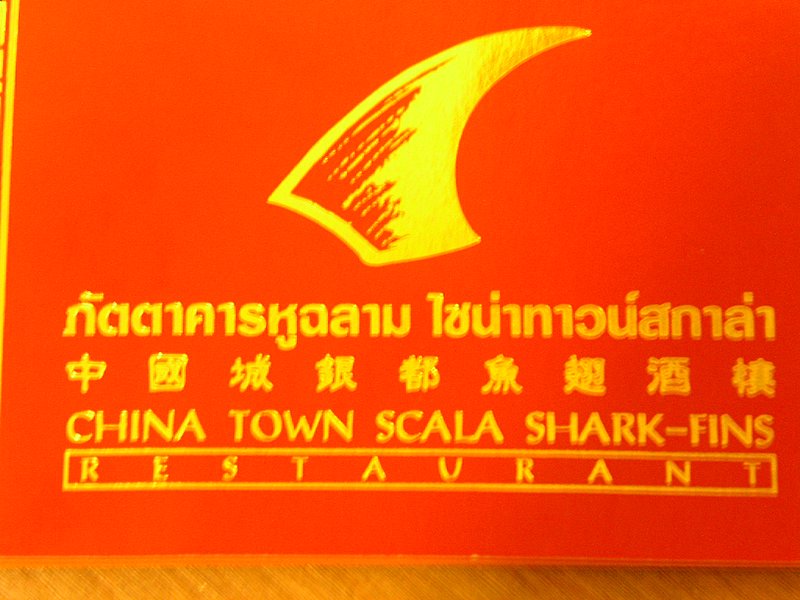 ภัตตาคารหูฉลาม ไชน่าทาวน์สกาล่า
中國城銀都魚翅酒樓
CHINA TOWN SCALA SHARK-FINS
RESTAURANT